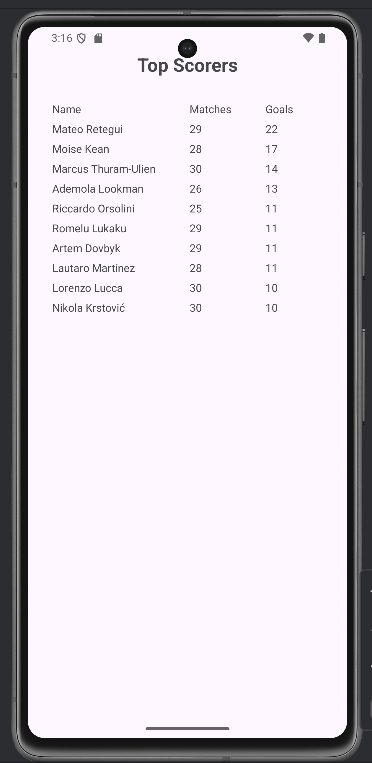 3:16
Top Scorers
Name Matches Goals
Mateo Retegui 29 22
Moise Kean 28 17
Marcus Thuram-Ulien 30 14
Ademola Lookman 26 13
Riccardo Orsolini 25 11
Romelu Lukaku 29 11
Artem Dovbyk 29 11
Lautaro Martínez 28 11
Lorenzo Lucca 30 10
Nikola Krstović 30 10